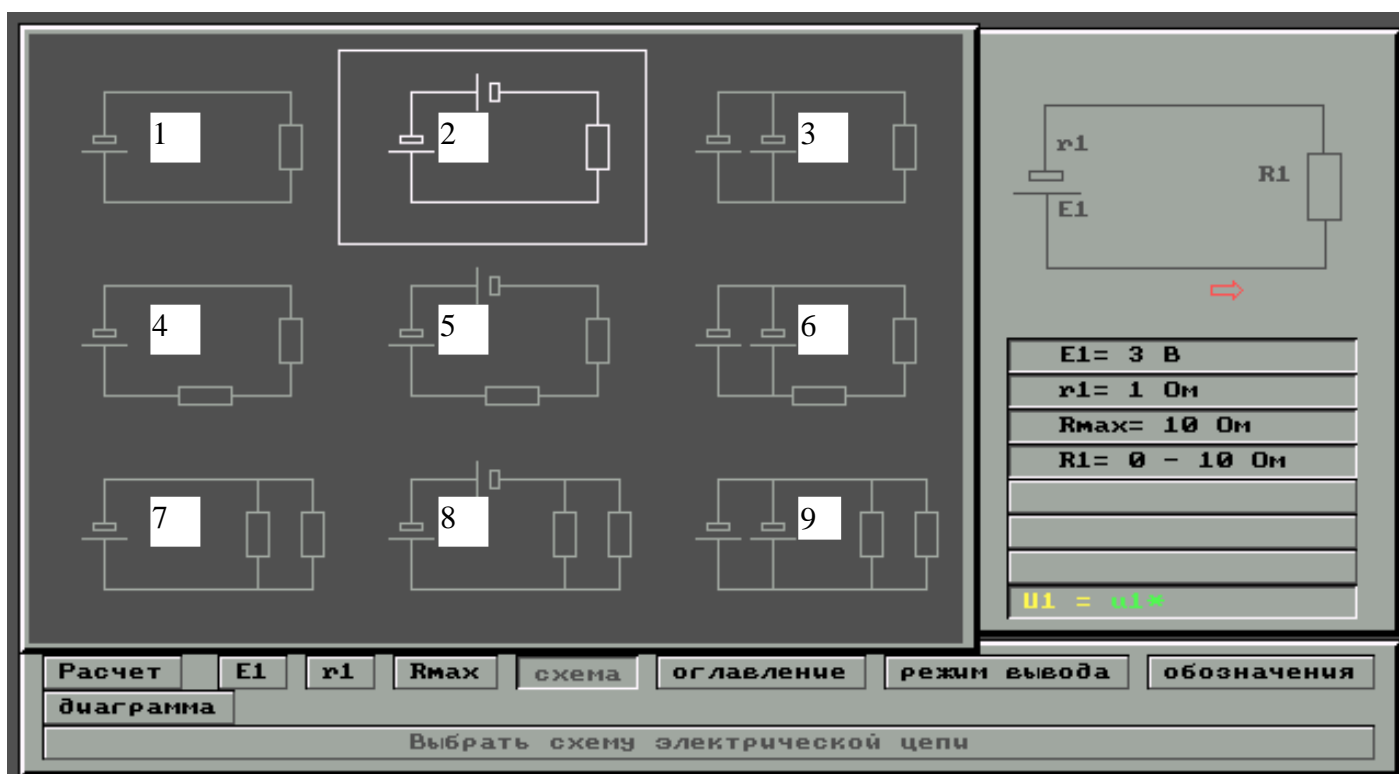 1 2 3
4 5 6
7 8 9
r1
R1
E1
E1= 3 В
r1= 1 Ом
Rмах= 10 Ом
R1= 0 - 10 Ом
U1 = u1*
Расчет E1 r1 Rмах схема оглавление режим вывода обозначения
диаграмма
Выбрать схему электрической цепи